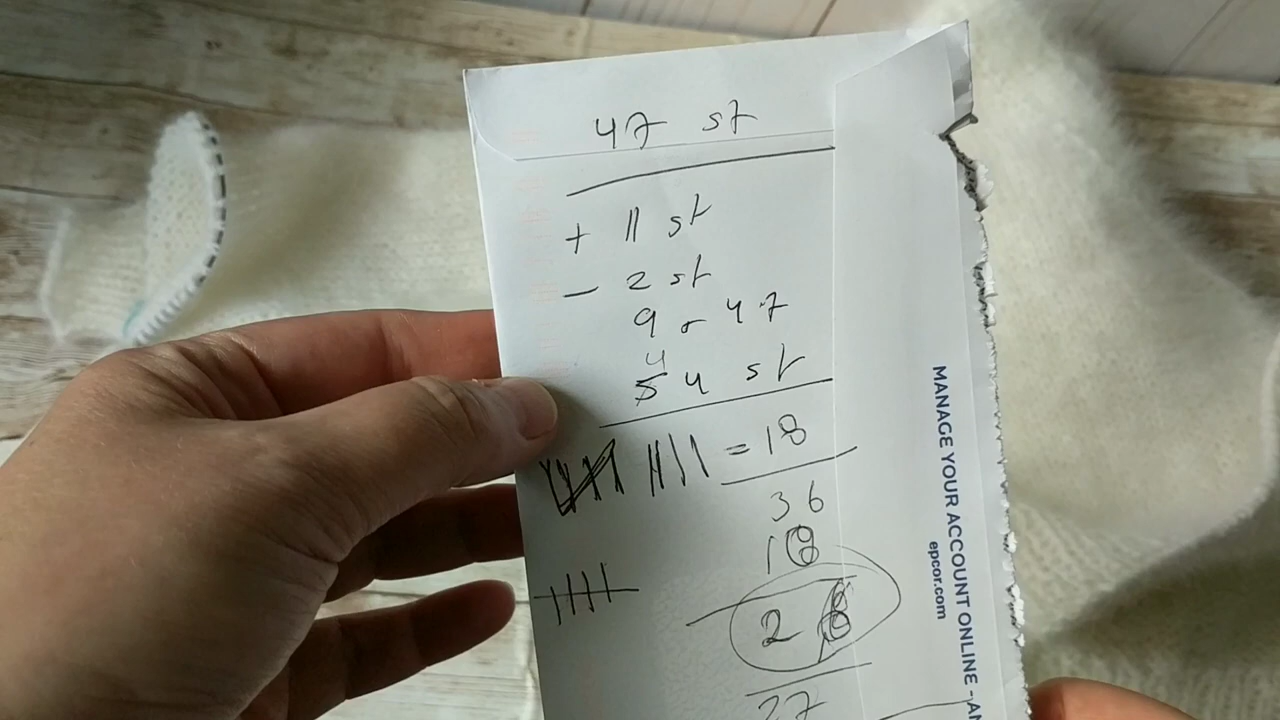 47 st
+ 11 st
- 2 st
9 47
4
54 st
= 18
36
18
2
27
MANAGE YOUR ACCOUNT ONLINE
epcor.com